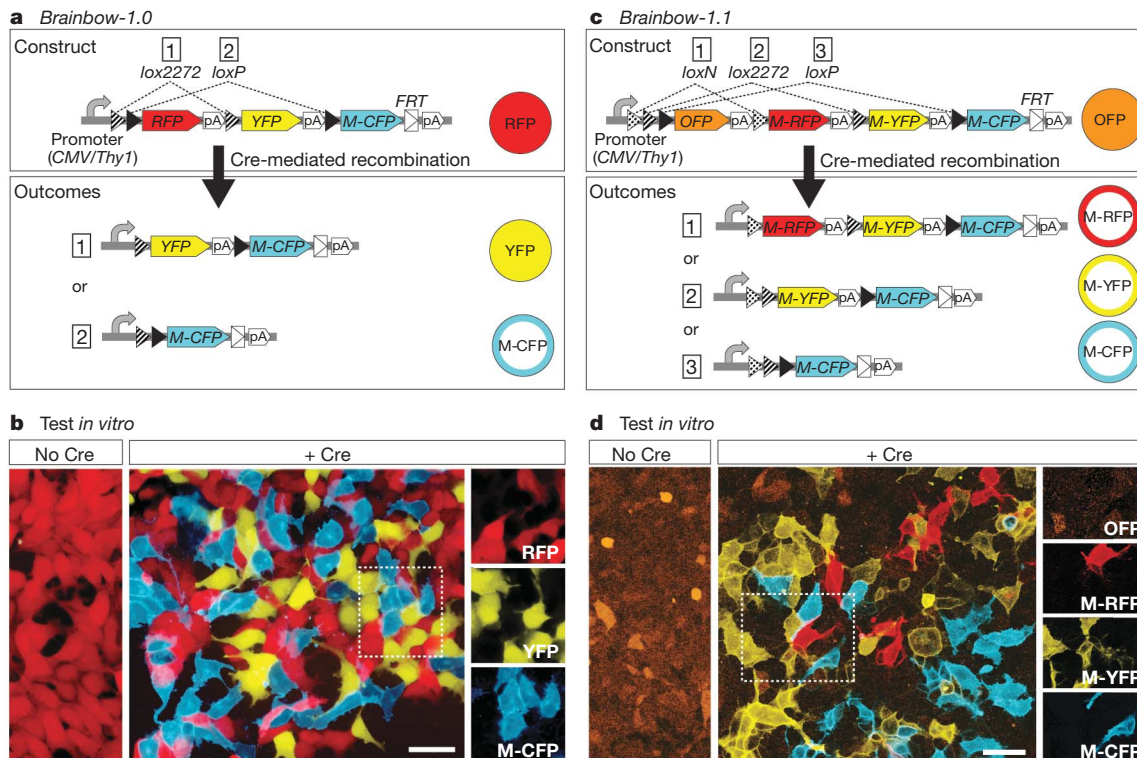 a Brainbow-1.0
Construct
1 2
lox2272 loxP
FRT
RFP pA YFP pA M-CFP pA
Promoter
(CMV/Thy1)
RFP
Cre-mediated recombination
Outcomes
1 YFP pA M-CFP pA
YFP
or
2 M-CFP pA
M-CFP
b Test in vitro
No Cre + Cre
RFP
YFP
M-CFP
c Brainbow-1.1
Construct
1 2 3
loxN lox2272 loxP
FRT
OFP pA M-RFP pA M-YFP pA M-CFP pA
Promoter
(CMV/Thy1)
OFP
Cre-mediated recombination
Outcomes
1 M-RFP pA M-YFP pA M-CFP pA
M-RFP
or
2 M-YFP pA M-CFP pA
M-YFP
or
3 M-CFP pA
M-CFP
d Test in vitro
No Cre + Cre
OFP
M-RFP
M-YFP
M-CFP